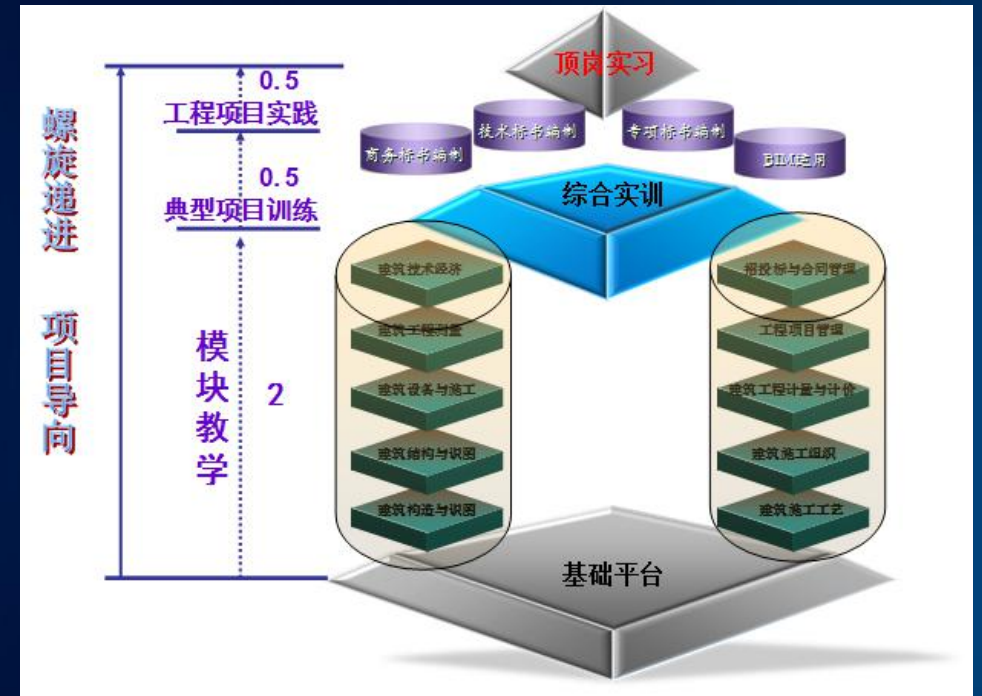 螺旋递进 项目导向
0.5
工程项目实践
0.5
典型项目训练
模块教学
2
顶岗实习
商务标书编制
技术标书编制
专项标书编制
BIM运用
综合实训
建筑技术经济
建筑工程测量
建筑设备与施工
建筑结构与识图
建筑构造与识图
招投标与合同管理
工程项目管理
建筑工程计量与计价
建筑施工组织
建筑施工工艺
基础平台